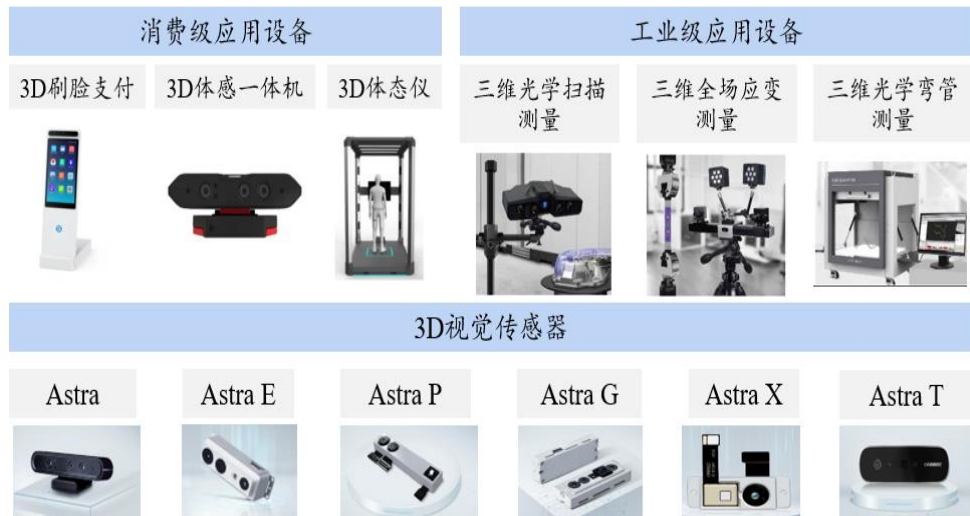 消费级应用设备
工业级应用设备
3D刷脸支付
3D体感一体机
3D体态仪
三维光学扫描
测量
三维全场应变
测量
三维光学弯管
测量
3D视觉传感器
Astra
Astra E
Astra P
Astra G
Astra X
Astra T